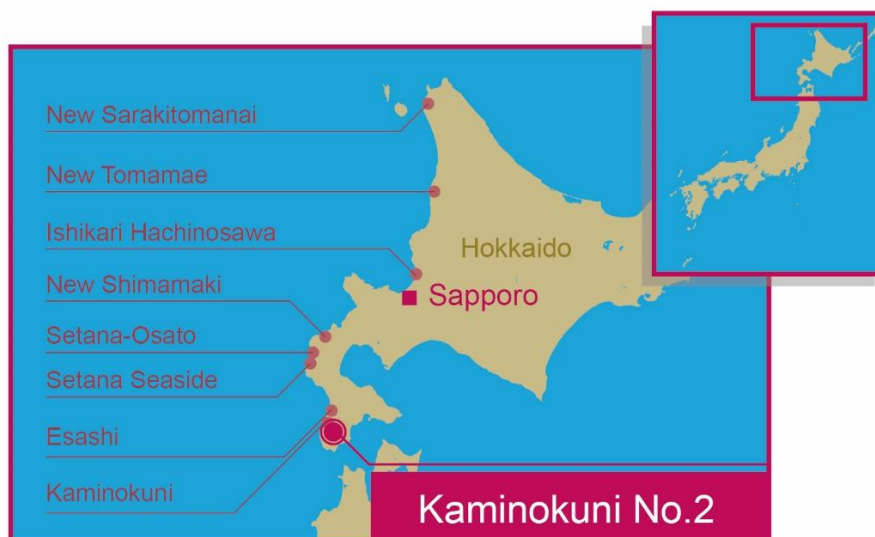 New Sarakitomanai
New Tomamae
Ishikari Hachinosawa
Hokkaido
New Shimamaki
Sapporo
Setana-Osato
Setana Seaside
Esashi
Kaminokuni
Kaminokuni No.2